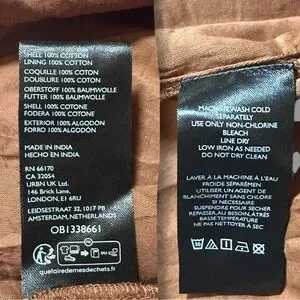 SHELL 100% COTTON
LINING 100% COTTON
COQUILLE 100% COTON
DOUBLURE 100% COTON
OBERSTOFF 100% BAUMWOLLE
FUTTER 100% BAUMWOLLE
SHELL 100% COTONE
FODERA 100% COTONE
EXTERIOR 100% ALGODÓN
FORRO 100% ALGODÓN
MADE IN INDIA
HECHO EN INDIA
RN 66170
CA 32054
URBN UK Ltd.
146 Brick Lane.
LONDON, E1 6RU
LEIDSESTRAAT 32, 1017 PB
AMSTERDAM, NETHERLANDS
OB1338661
quefairedemesdechets.fr
MACHINE WASH COLD
SEPARATELY
USE ONLY NON-CHLORINE
BLEACH
LINE DRY
LOW IRON AS NEEDED
DO NOT DRY CLEAN
LAVER À LA MACHINE À L'EAU
FROIDE SÉPARÉMENT
UTILISER UN AGENT DE
BLANCHIMENT SANS CHLORE
SI NÉCESSAIRE
SUSPENDRE POUR SÉCHER
REPASSER, AU BESOIN, ÀTRÈS
BASSE TEMPÉRATURE
NE PAS NETTOYER À SEC